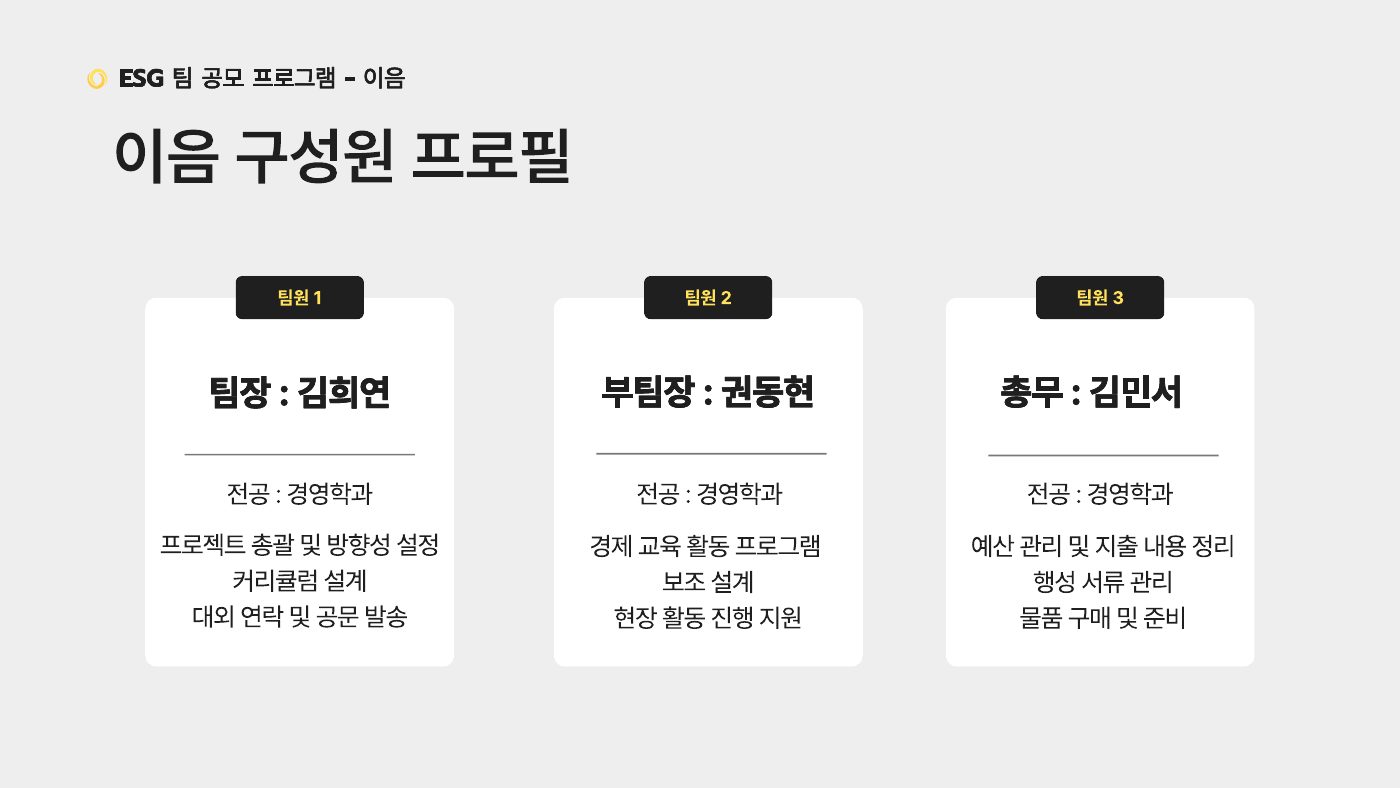 ESG 팀 공모 프로그램 - 이음
이음 구성원 프로필
팀원 1
팀장 : 김희연
전공 : 경영학과
프로젝트 총괄 및 방향성 설정
커리큘럼 설계
대외 연락 및 공문 발송
팀원 2
부팀장 : 권동현
전공 : 경영학과
경제 교육 활동 프로그램
보조 설계
현장 활동 진행 지원
팀원 3
총무 : 김민서
전공 : 경영학과
예산 관리 및 지출 내용 정리
행성 서류 관리
물품 구매 및 준비